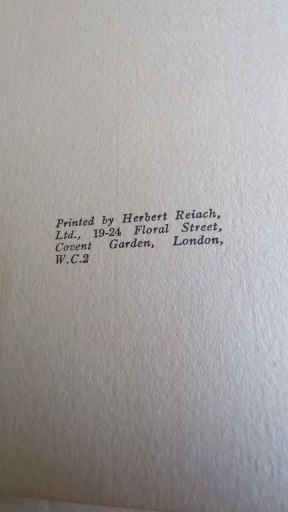 Printed by Herbert Reiach,
Ltd., 19-24 Floral Street,
Covent Garden, London,
W.C.2